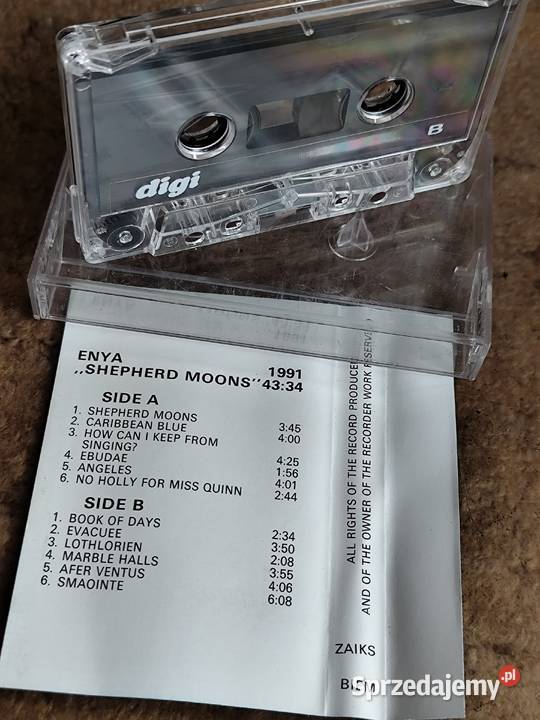 B
digi
ENYA 1991
„SHEPHERD MOONS" 43:34
SIDE A
1. SHEPHERD MOONS 3:45
2. CARIBBEAN BLUE 4:00
3. HOW CAN I KEEP FROM
SINGING? 4:25
4. EBUDAE 1:56
5. ANGELES 4:01
6. NO HOLLY FOR MISS QUINN 2:44
SIDE B
1. BOOK OF DAYS 2:34
2. EVACUEE 3:50
3. LOTHLORIEN 2:08
4. MARBLE HALLS 3:55
5. AFER VENTUS 4:06
6. SMAOINTE 6:08
ALL RIGHTS OF THE RECORD PRODUCE
AND OF THE OWNER OF THE RECORDER WORK RESERVE
ZAIKS
BIEM
Sprzedajemy.pl